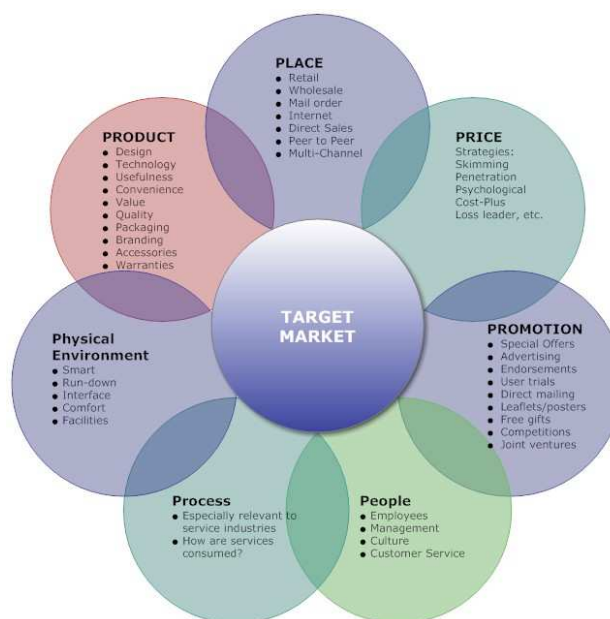 PLACE
● Retail
● Wholesale
● Mail order
● Internet
● Direct Sales
● Peer to Peer
● Multi-Channel
PRODUCT
● Design
● Technology
● Usefulness
● Convenience
● Value
● Quality
● Packaging
● Branding
● Accessories
● Warranties
PRICE
Strategies:
Skimming
Penetration
Psychological
Cost-Plus
Loss leader, etc.
TARGET
MARKET
Physical
Environment
● Smart
● Run-down
● Interface
● Comfort
● Facilities
PROMOTION
● Special Offers
● Advertising
● Endorsements
● User trials
● Direct mailing
● Leaflets/posters
● Free gifts
● Competitions
● Joint ventures
Process
● Especially relevant to
service industries
● How are services
consumed?
People
● Employees
● Management
● Culture
● Customer Service